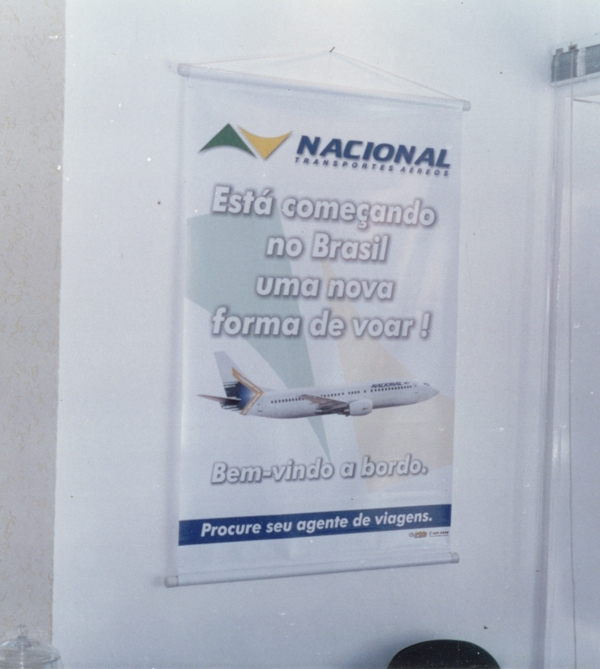 NACIONAL
TRANSPORTES AÉREOS
Está começando
no Brasil
uma nova
forma de voar !
NACIONAL
Bem-vindo a bordo.
Procure seu agente de viagens.